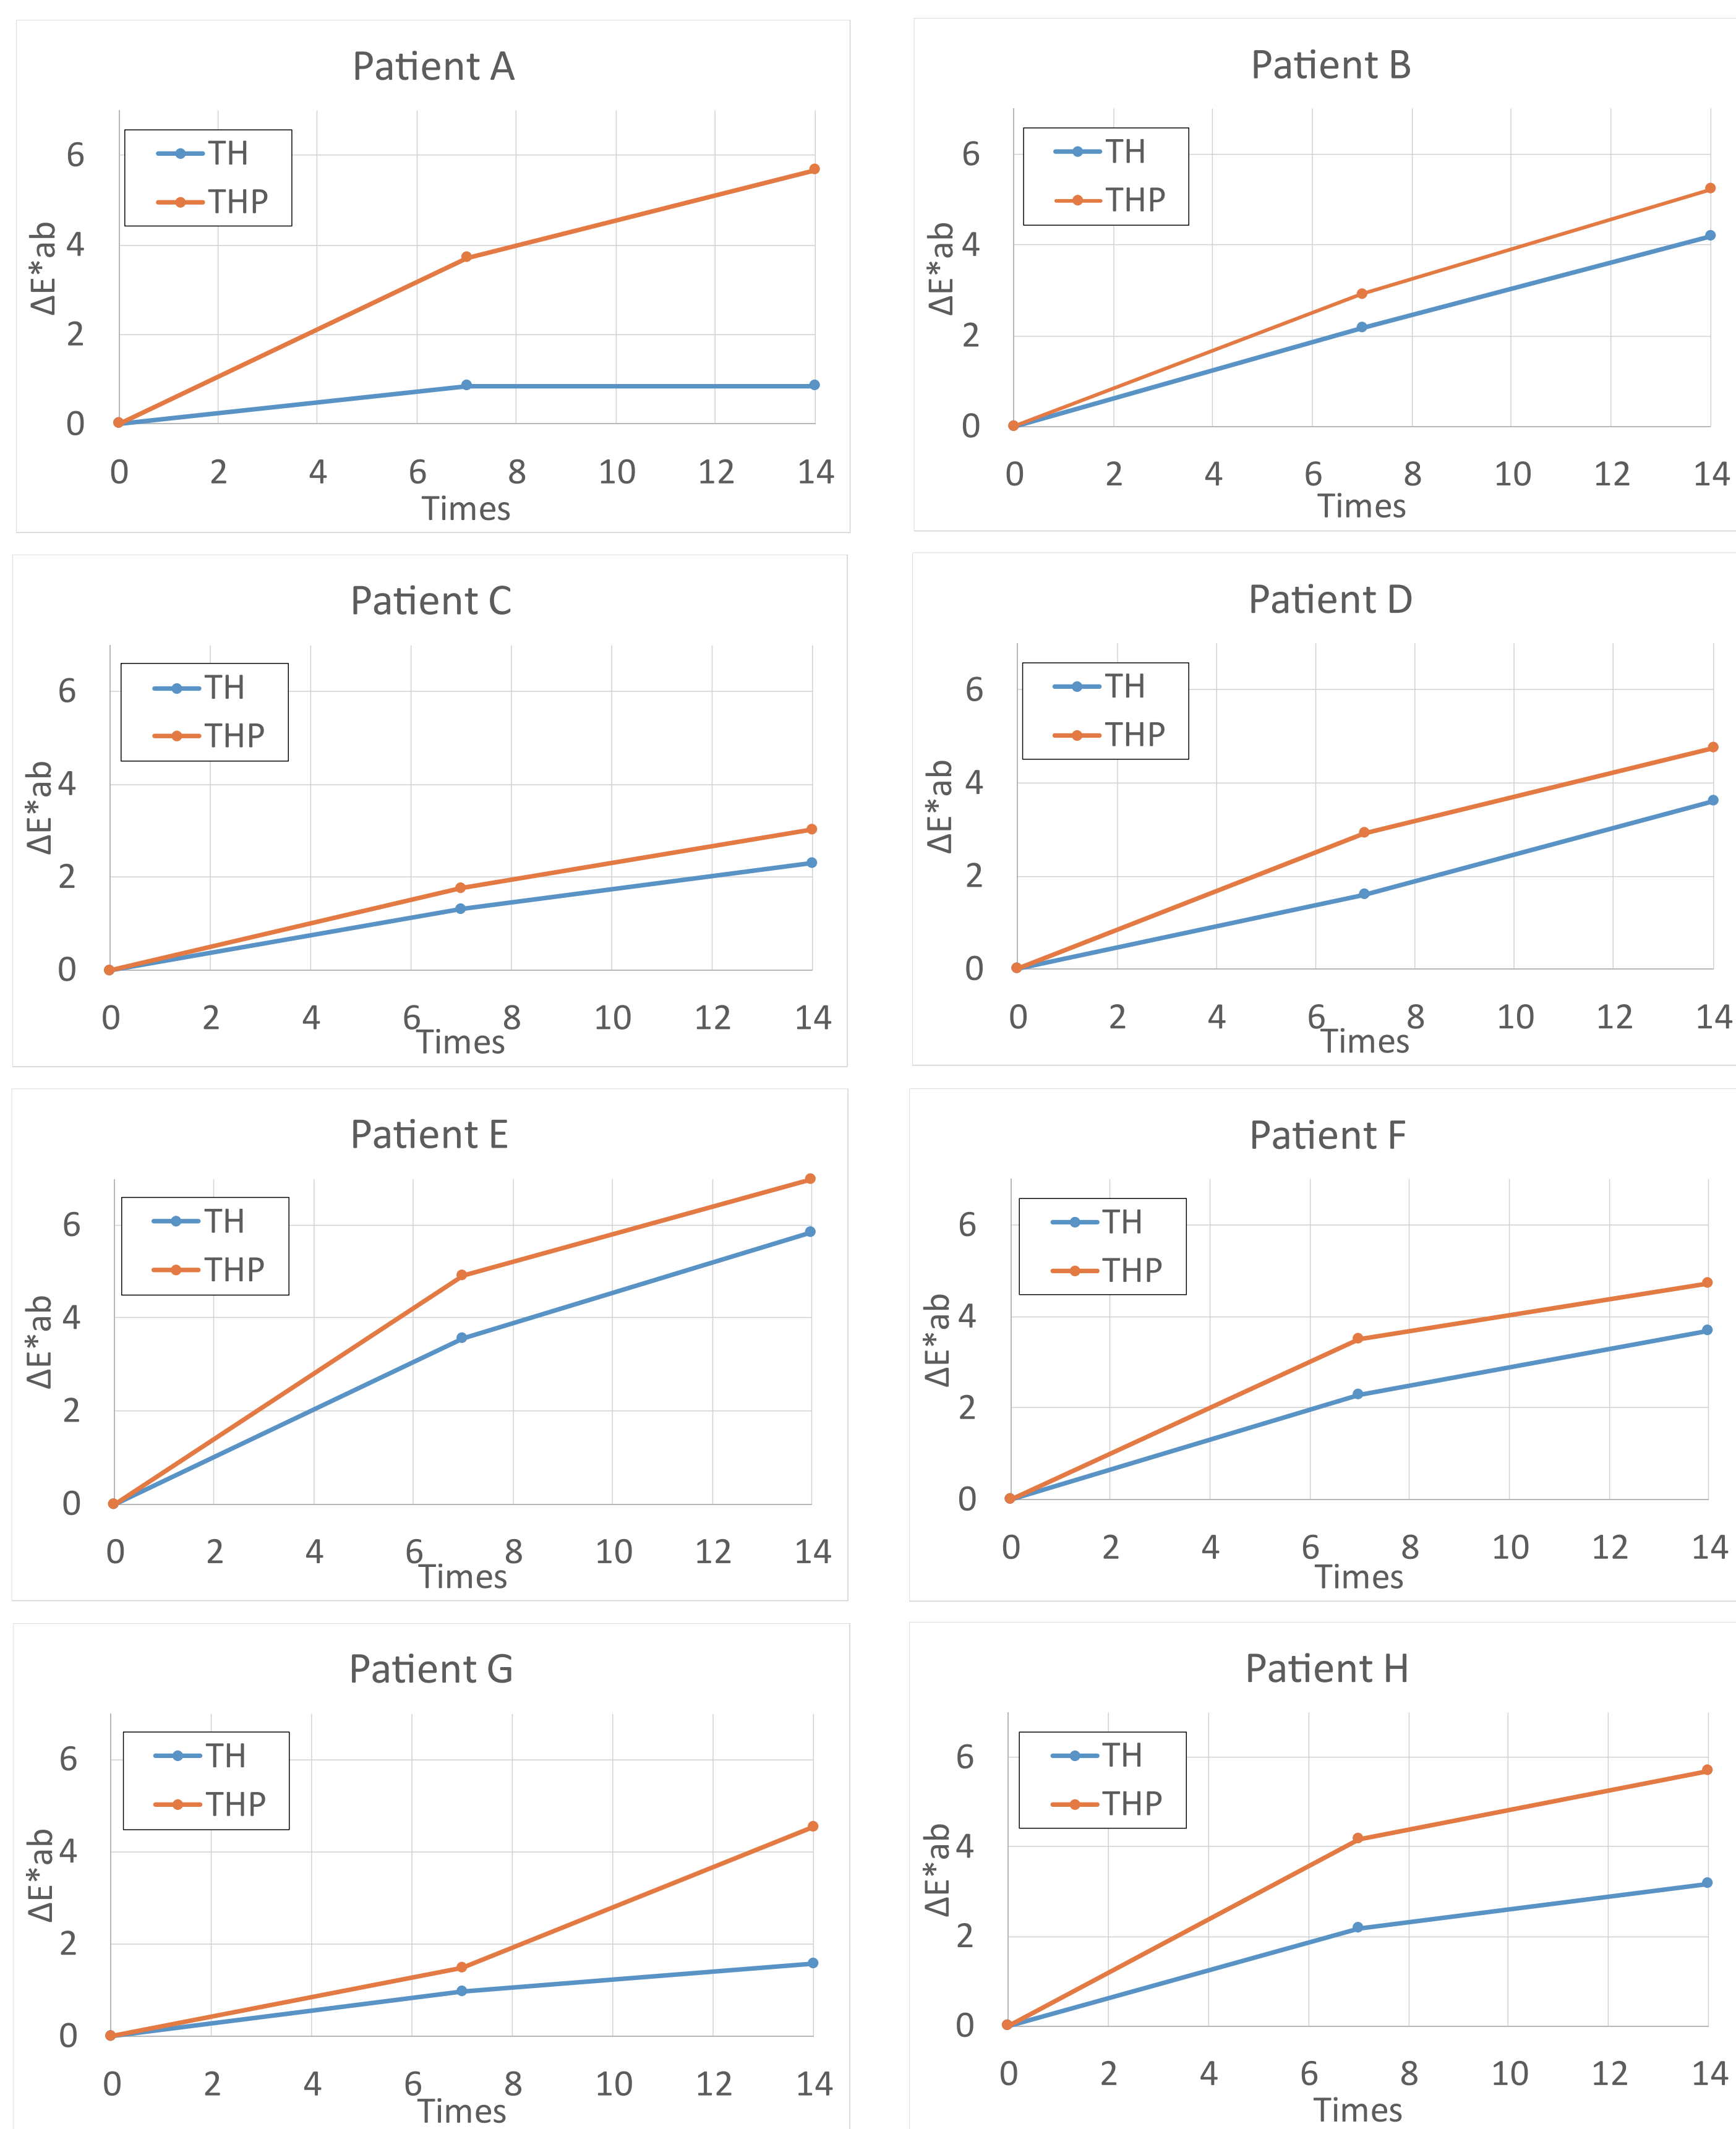 Patient A
TH
THP
ΔE*ab
6
4
2
0
0 2 4 6 8 10 12 14
Times
Patient B
TH
THP
ΔE*ab
6
4
2
0
0 2 4 6 8 10 12 14
Times
Patient C
TH
THP
ΔE*ab
6
4
2
0
0 2 4 6 8 10 12 14
Times
Patient D
TH
THP
ΔE*ab
6
4
2
0
0 2 4 6 8 10 12 14
Times
Patient E
TH
THP
ΔE*ab
6
4
2
0
0 2 4 6 8 10 12 14
Times
Patient F
TH
THP
ΔE*ab
6
4
2
0
0 2 4 6 8 10 12 14
Times
Patient G
TH
THP
ΔE*ab
6
4
2
0
0 2 4 6 8 10 12 14
Times
Patient H
TH
THP
ΔE*ab
6
4
2
0
0 2 4 6 8 10 12 14
Times